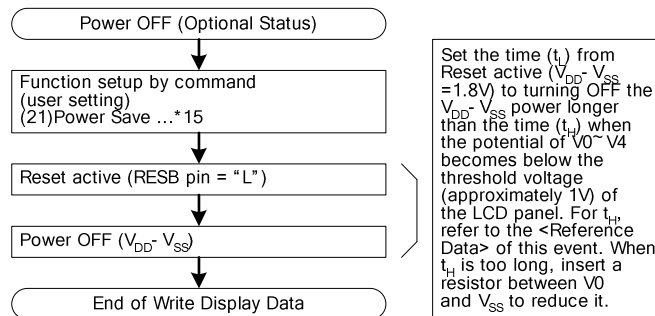 Power OFF (Optional Status)
Function setup by command
(user setting)
(21)Power Save ...*15
Reset active (RESB pin = “L”)
Power OFF (VDD- VSS)
End of Write Display Data
Set the time (tL) from
Reset active (VDD- VSS
=1.8V) to turning OFF the
VDD- VSS power longer
than the time (tH) when
the potential of V0~V4
becomes below the
threshold voltage
(approximately 1V) of
the LCD panel. For tH,
refer to the <Reference
Data> of this event. When
tH is too long, insert a
resistor between V0
and VSS to reduce it.